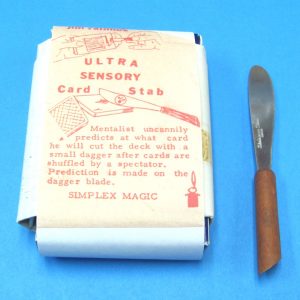 ULTRA
SENSORY
Card Stab
Mentalist uncannily
predicts at what card
he will cut the deck with a
small dagger after cards are
shuffled by a spectator.
Prediction is made on the
dagger blade.
SIMPLEX MAGIC